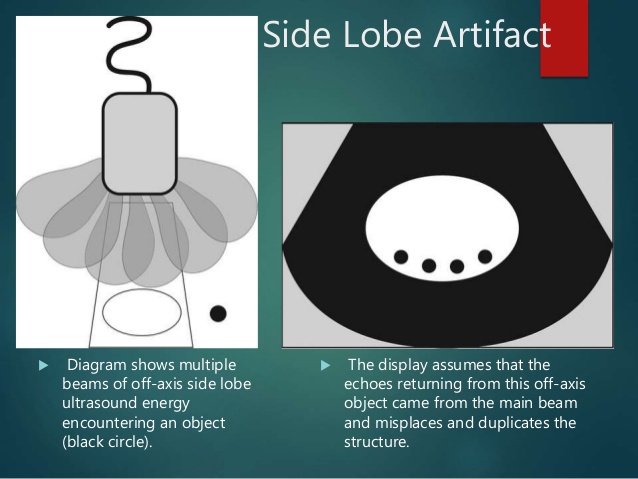 Side Lobe Artifact
Diagram shows multiple
beams of off-axis side lobe
ultrasound energy
encountering an object
(black circle).
The display assumes that the
echoes returning from this off-axis
object came from the main beam
and misplaces and duplicates the
structure.